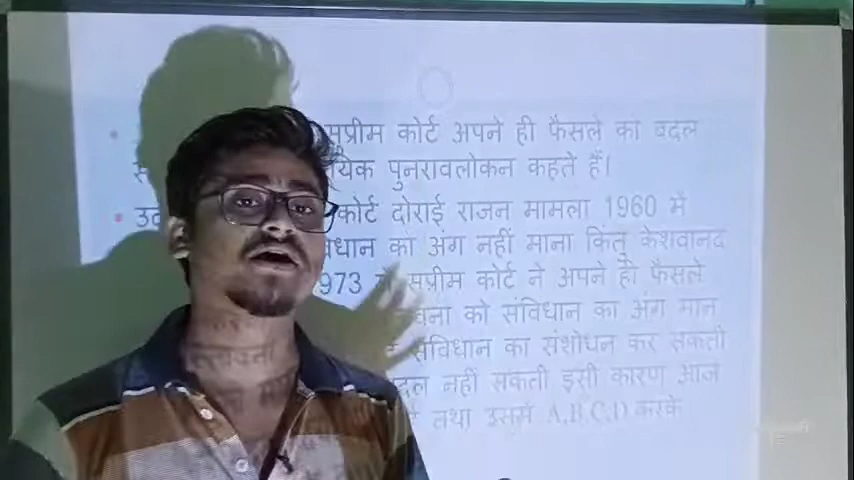 सुप्रीम कोर्ट अपने ही फैसले को बदल
पुनरावलोकन कहते हैं।
कोर्ट दोराई राजन मामला 1960 में
का अंग नहीं माना किंतु केशवानंद
973 सुप्रीम कोर्ट ने अपने ही फैसले
को संविधान का अंग मान
संविधान का संशोधन कर सकती
नहीं सकती इसी कारण आज
तथा उसमें A.B.C.D करके